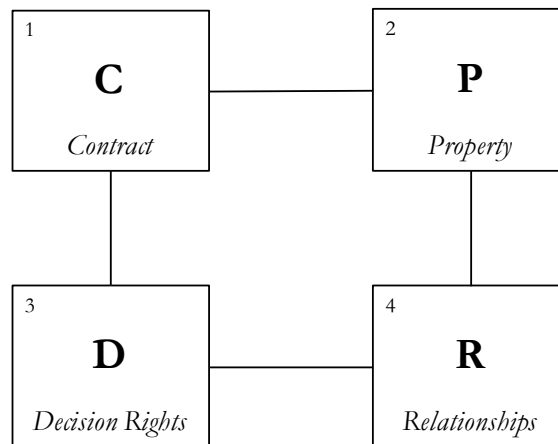 1
C
Contract
2
P
Property
3
D
Decision Rights
4
R
Relationships